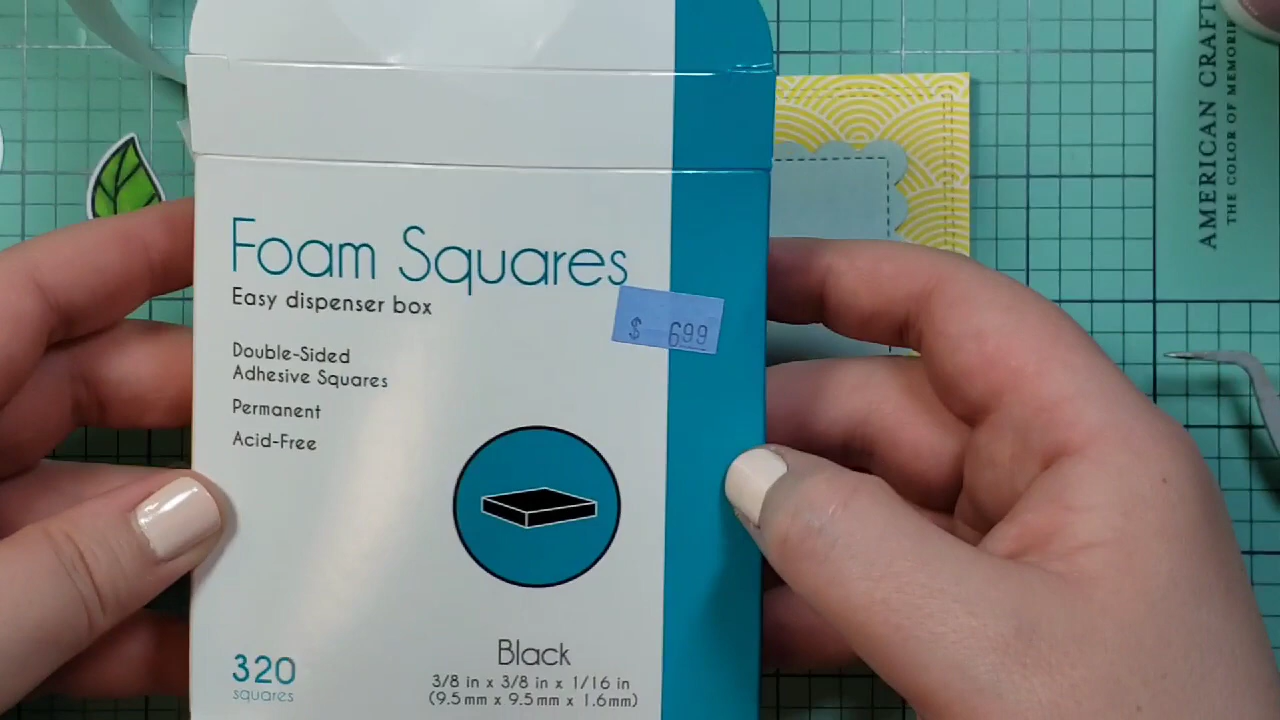 Foam Squares
Easy dispenser box
$ 6.99
Double-Sided
Adhesive Squares
Permanent
Acid-Free
320
squares
Black
3/8 in x 3/8 in x 1/16 in
(9.5mm x 9.5mm x 1.6mm)
AMERICAN CRAFT
THE COLOR OF MEMORI